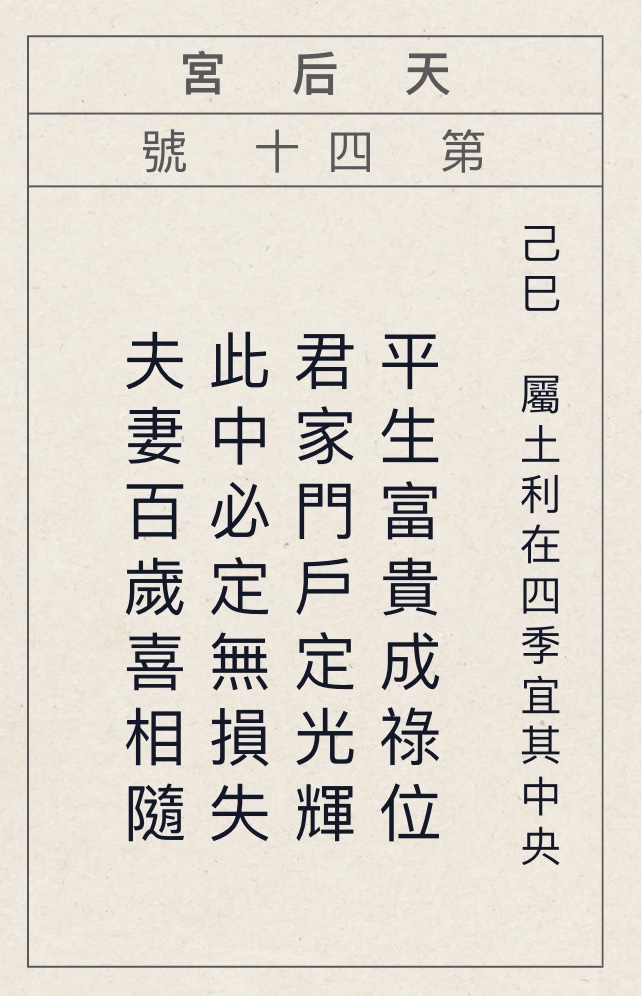 天后宮
第四十號
己巳 屬土利在四季宜其中央
平生富貴成祿位
君家門戶定光輝
此中必定無損失
夫妻百歲喜相隨